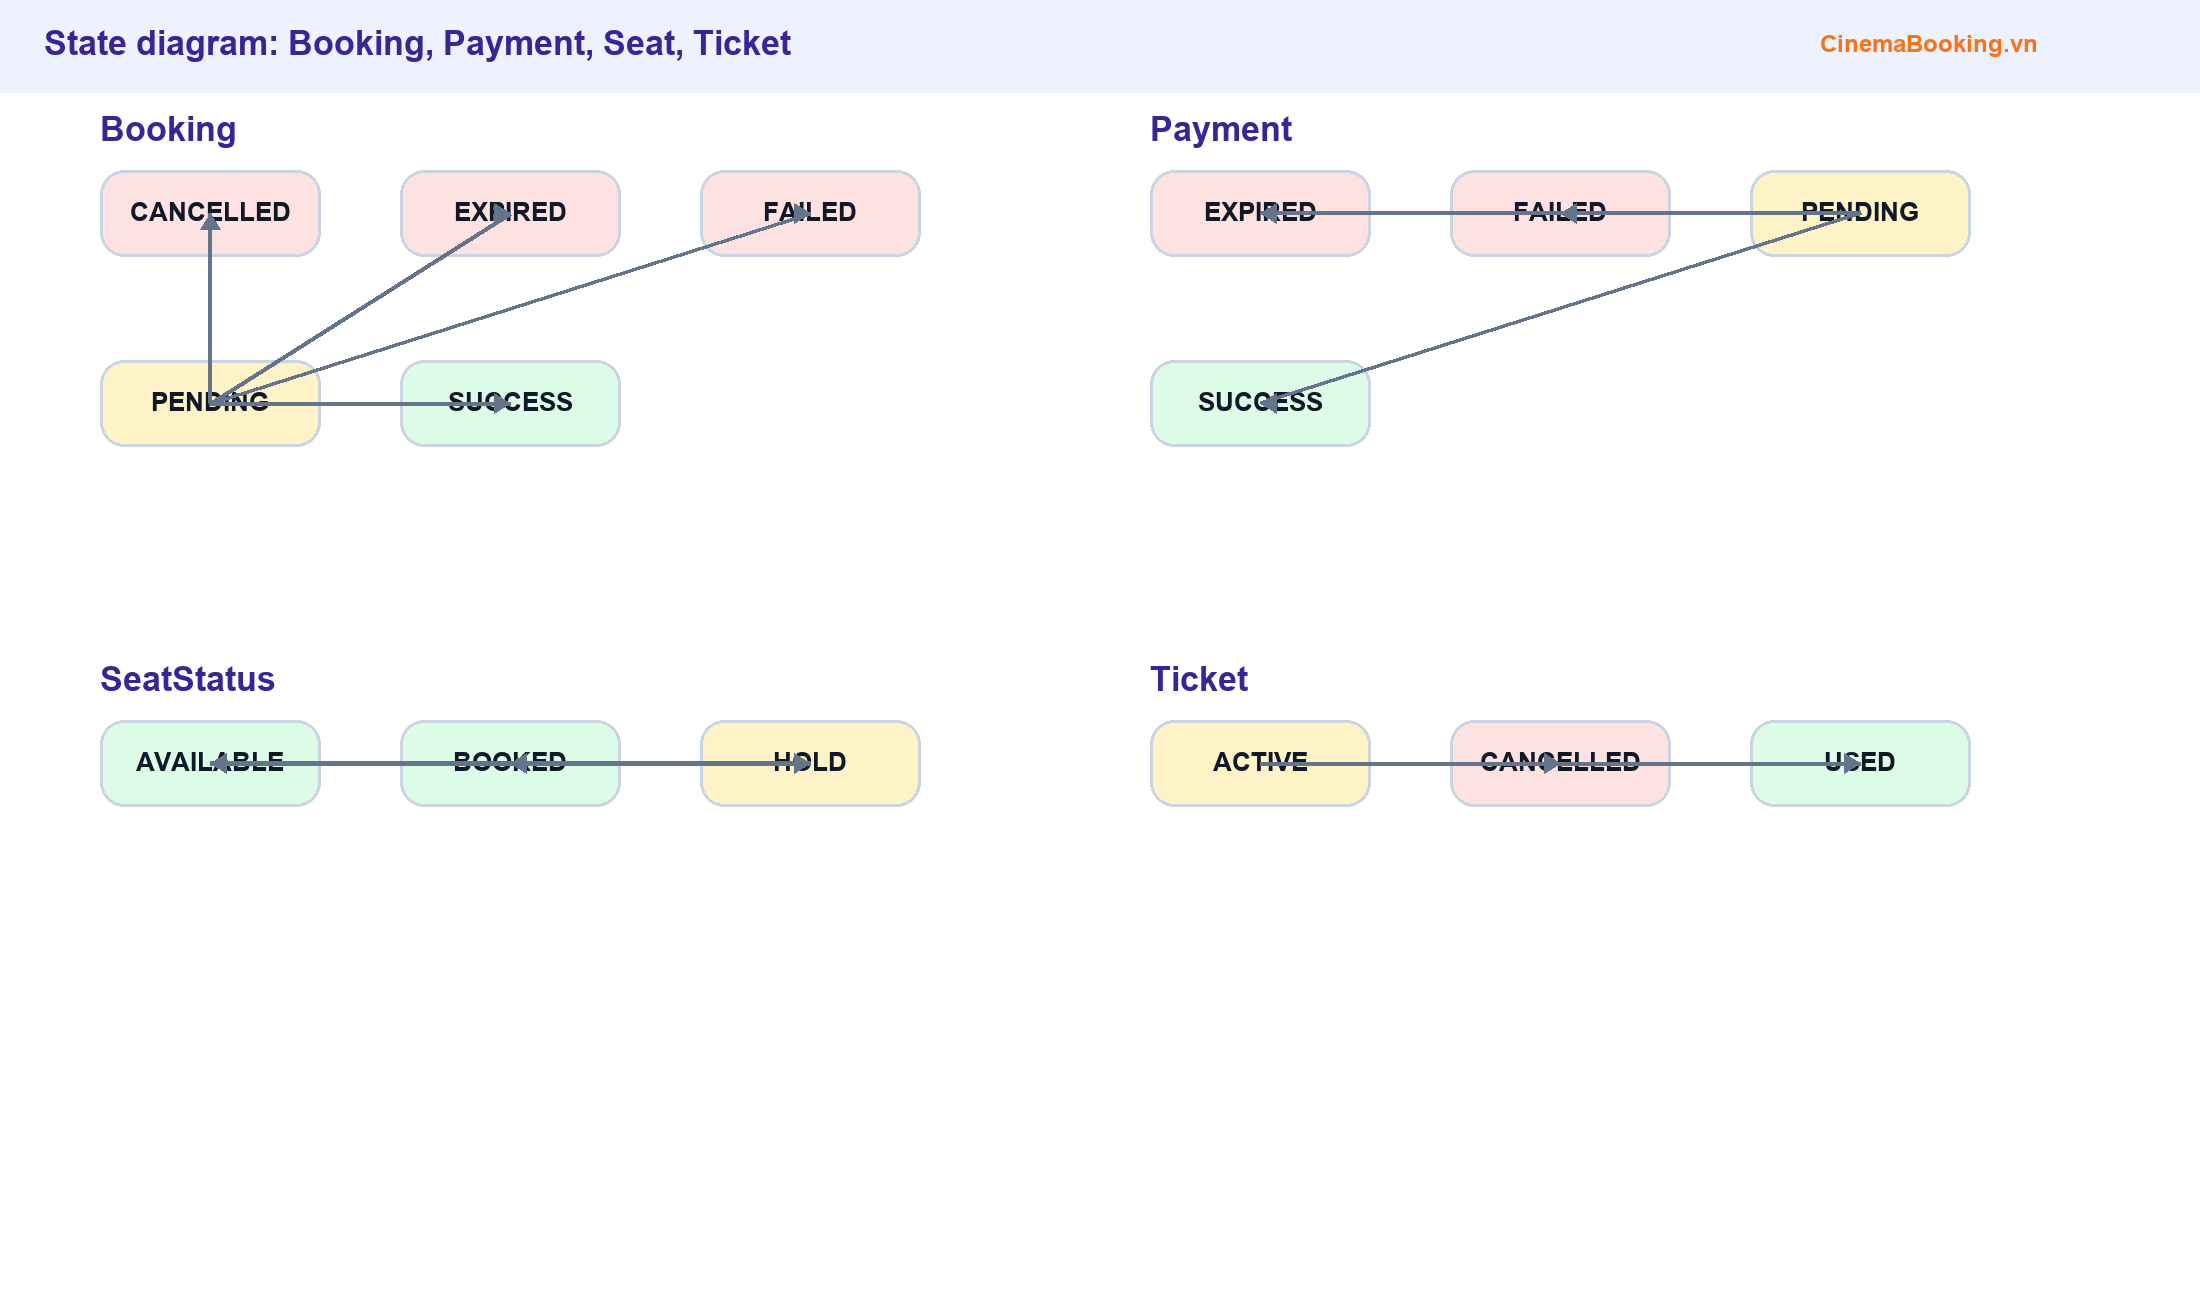 State diagram: Booking, Payment, Seat, Ticket
CinemaBooking.vn
Booking
CANCELLED
EXPIRED
FAILED
PENDING
SUCCESS
Payment
EXPIRED
FAILED
PENDING
SUCCESS
SeatStatus
AVAILABLE
BOOKED
HOLD
Ticket
ACTIVE
CANCELLED
USED